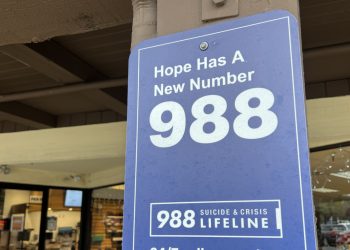 Hope Has A
New Number
988
988 SUICIDE & CRISIS
LIFELINE